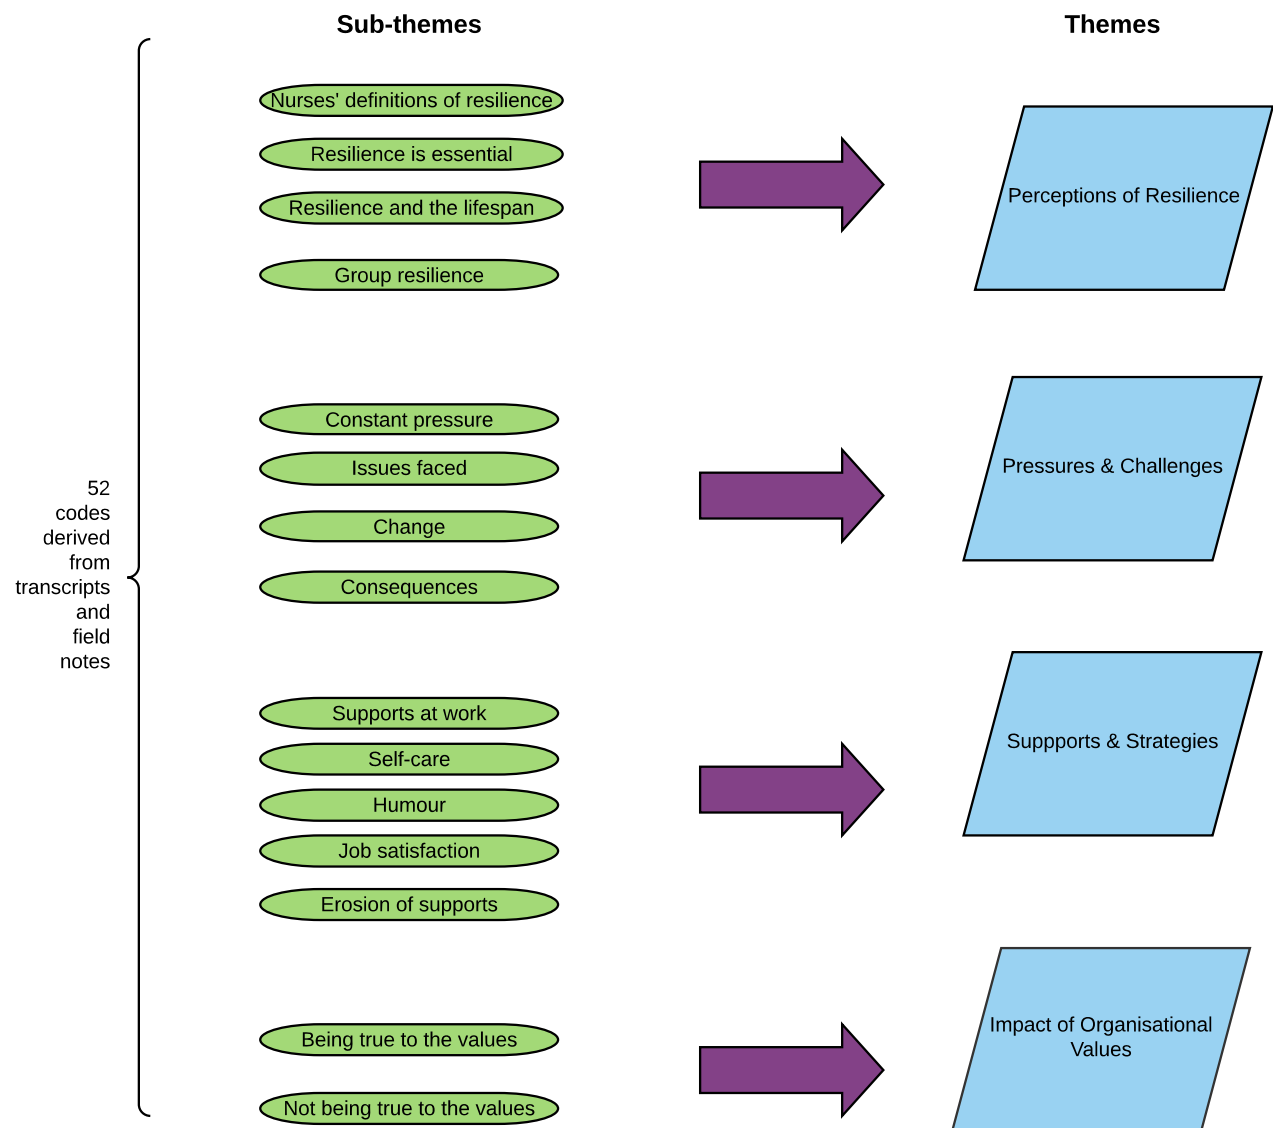 Sub-themes
Themes
Nurses' definitions of resilience
Resilience is essential
Resilience and the lifespan
Group resilience
Perceptions of Resilience
Constant pressure
Issues faced
Change
Consequences
Pressures & Challenges
52
codes
derived
from
transcripts
and
field
notes
Supports at work
Self-care
Humour
Job satisfaction
Erosion of supports
Suppports & Strategies
Being true to the values
Not being true to the values
Impact of Organisational
Values